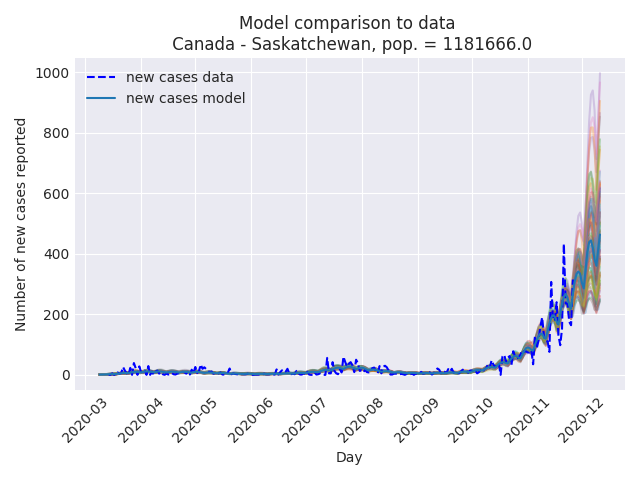 Model comparison to data
Canada - Saskatchewan, pop. = 1181666.0
new cases data
new cases model
Number of new cases reported
1000
800
600
400
200
0
2020-03
2020-04
2020-05
2020-06
2020-07
2020-08
2020-09
2020-10
2020-11
2020-12
Day